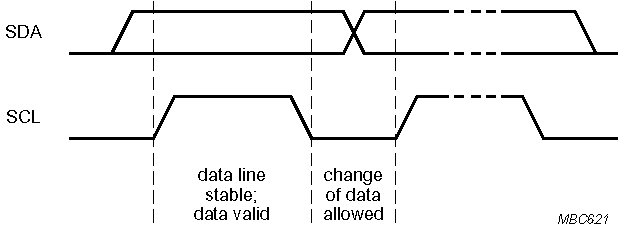 SDA
SCL
data line
stable;
data valid
change
of data
allowed
MBC621